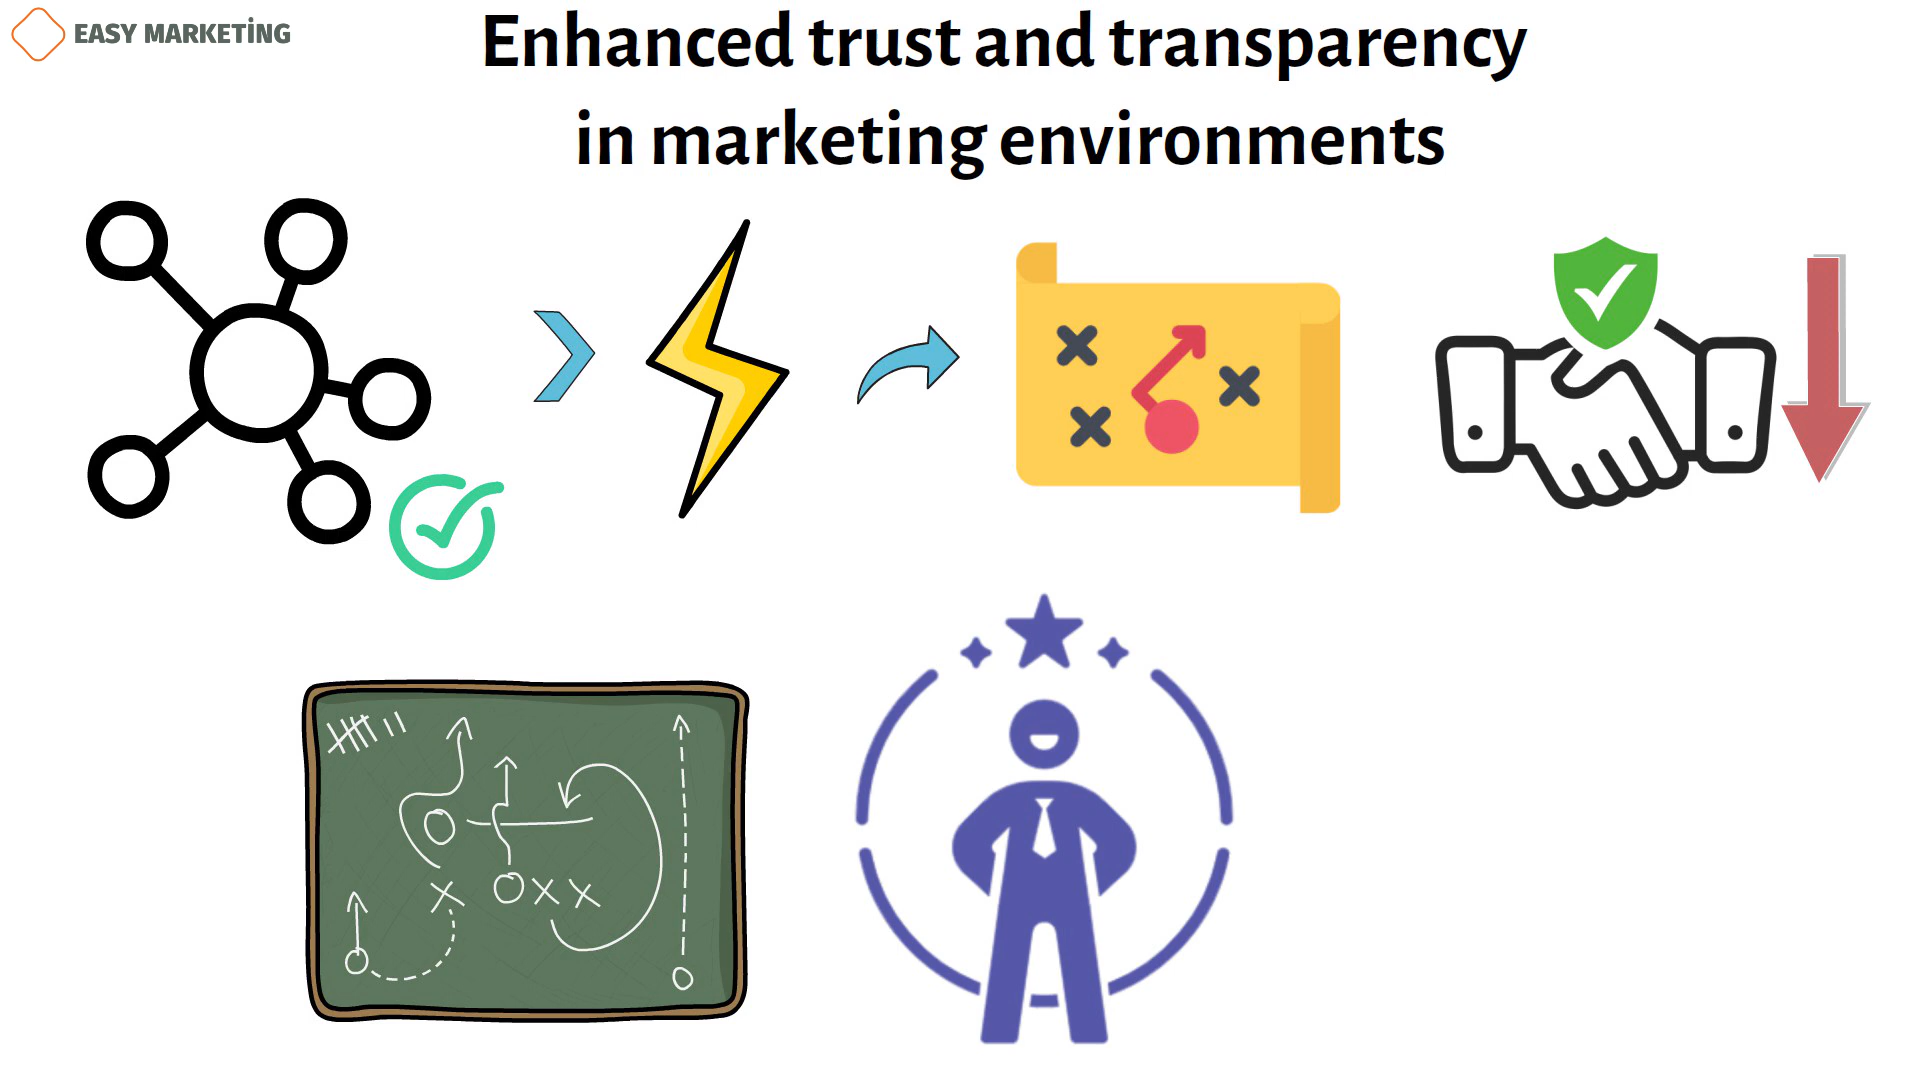 EASY MARKETİNG
Enhanced trust and transparency
in marketing environments